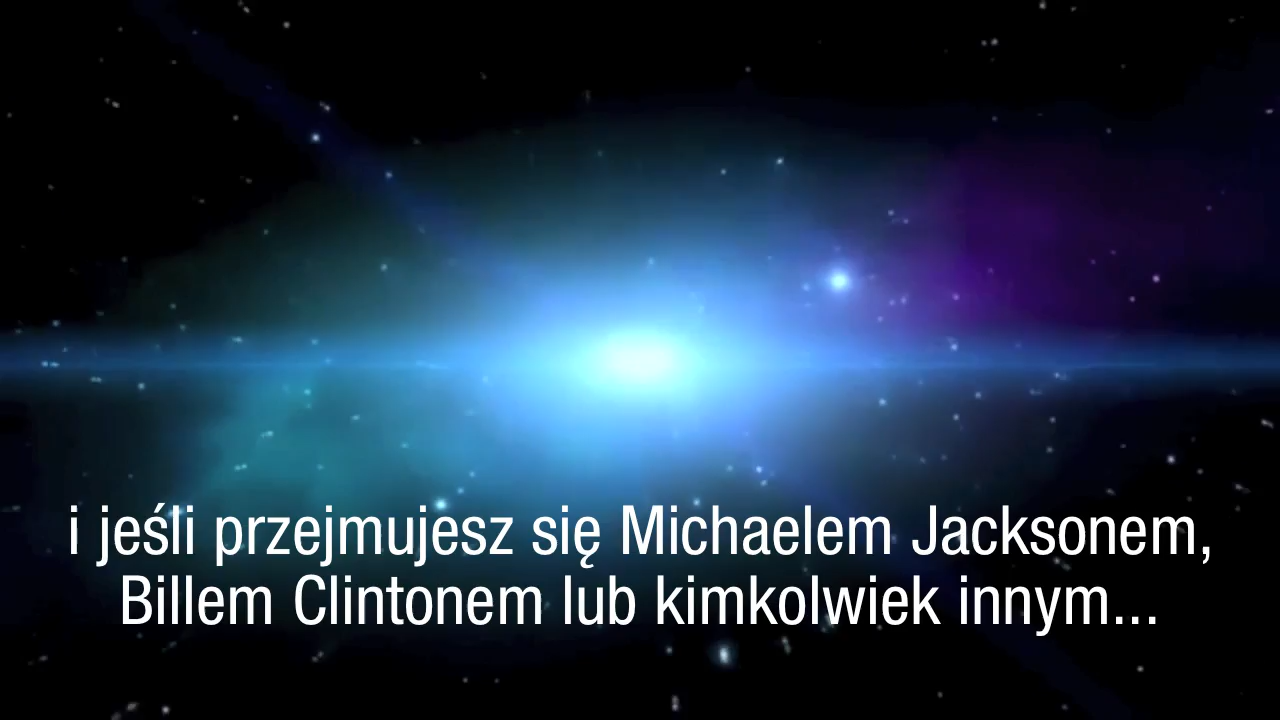 i jeśli przejmujesz się Michaelem Jacksonem,
Billem Clintonem lub kimkolwiek innym...